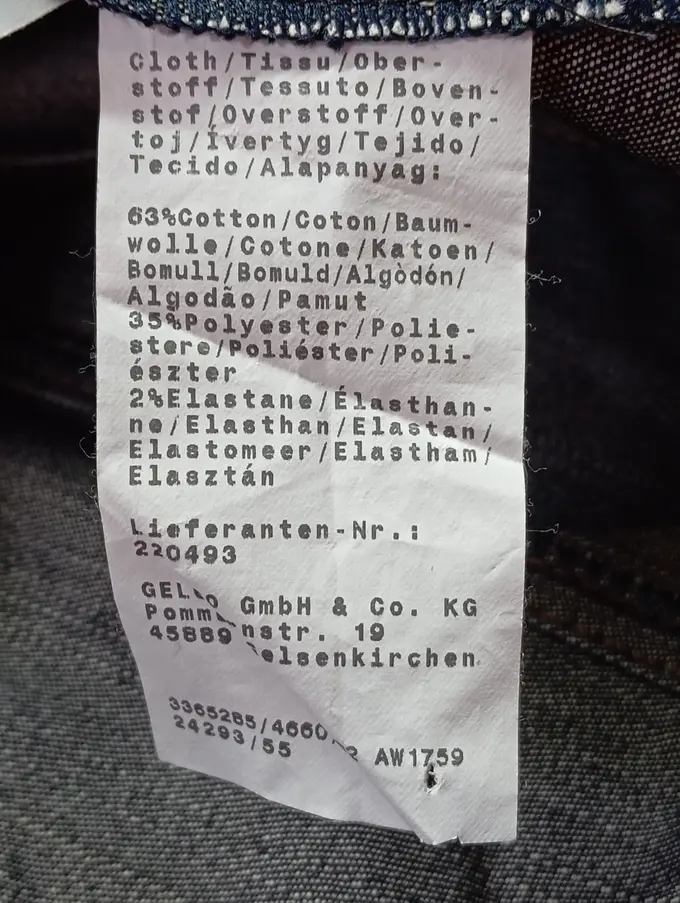 Cloth/Tissu/Ober-
stoff/Tessuto/Boven-
stof/Overstoff/Over-
toj/Ívertyg/Tejido/
Tecido/Alapanyag:
63%Cotton/Coton/Baum-
wolle/Cotone/Katoen/
Bomull/Bomuld/Algòdón/
Algodão/Pamut
35%Polyester/Polie-
stere/Poliéster/Poli-
észter
2%Elastane/Élasthan-
ne/Elasthan/Elastan/
Elastomeer/Elastham/
Elasztán
Lieferanten-Nr.:
220493
GmbH & Co. KG
nstr. 19
45889
3365285/4660
24293/55 AW1759